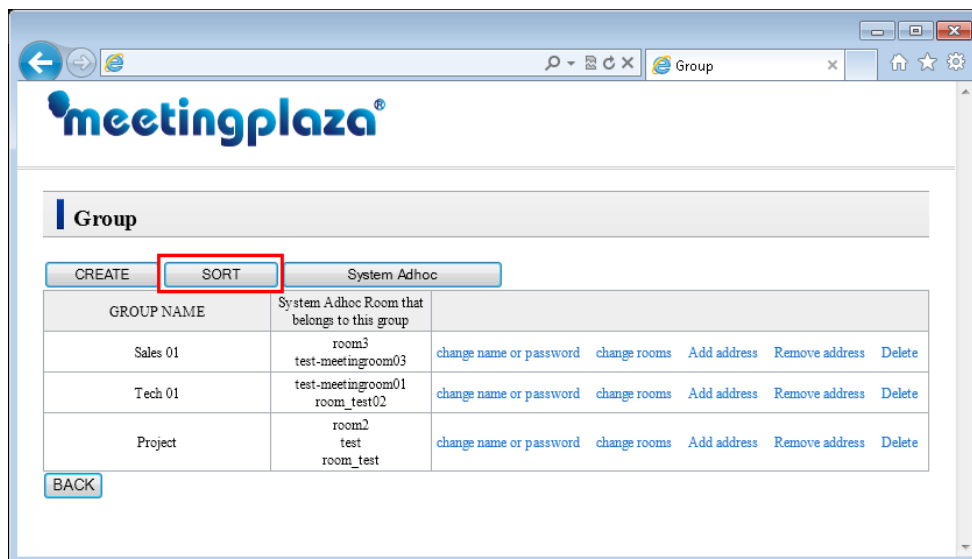 Group
meetingplaza®
Group
CREATE SORT System Adhoc
GROUP NAME System Adhoc Room that
belongs to this group
Sales 01 room3
test-meetingroom03 change name or password change rooms Add address Remove address Delete
Tech 01 test-meetingroom01
room_test02 change name or password change rooms Add address Remove address Delete
Project room2
test
room_test change name or password change rooms Add address Remove address Delete
BACK